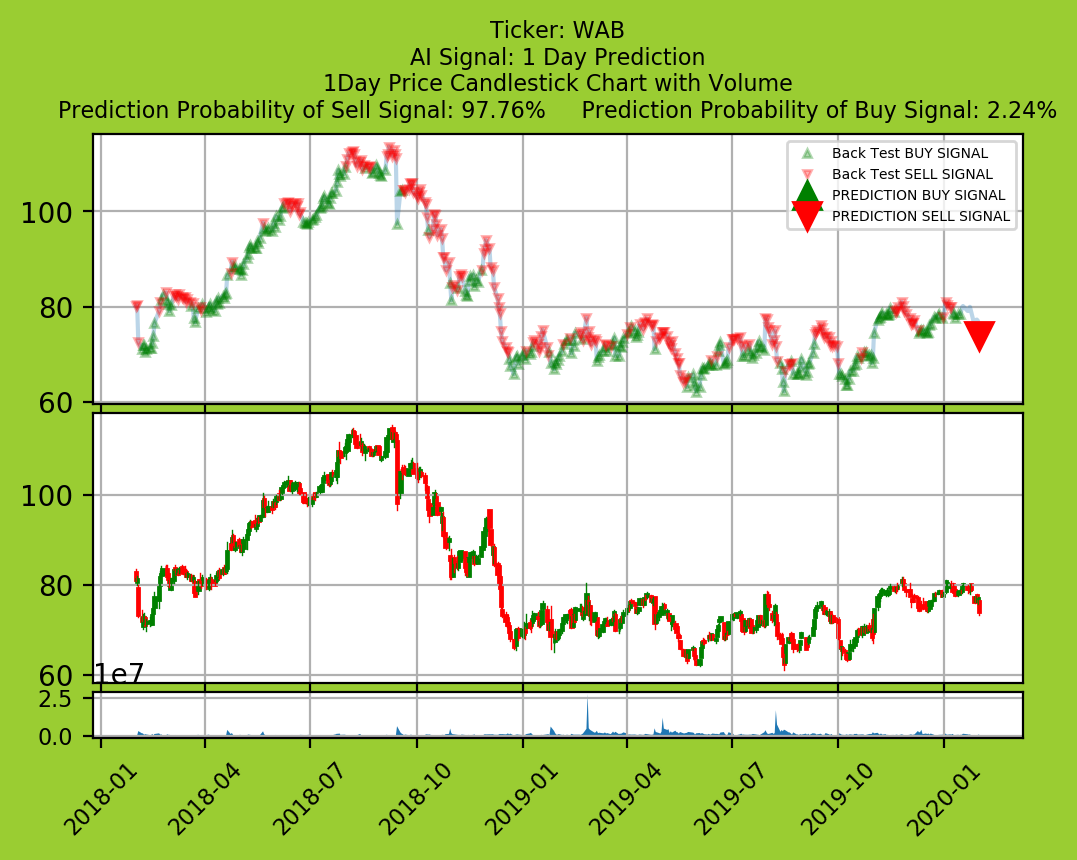 Ticker: WAB
AI Signal: 1 Day Prediction
1Day Price Candlestick Chart with Volume
Prediction Probability of Sell Signal: 97.76% Prediction Probability of Buy Signal: 2.24%
Back Test BUY SIGNAL
Back Test SELL SIGNAL
PREDICTION BUY SIGNAL
PREDICTION SELL SIGNAL
100
80
60
100
80
60
1e7
2.5
0.0
2018-01
2018-04
2018-07
2018-10
2019-01
2019-04
2019-07
2019-10
2020-01